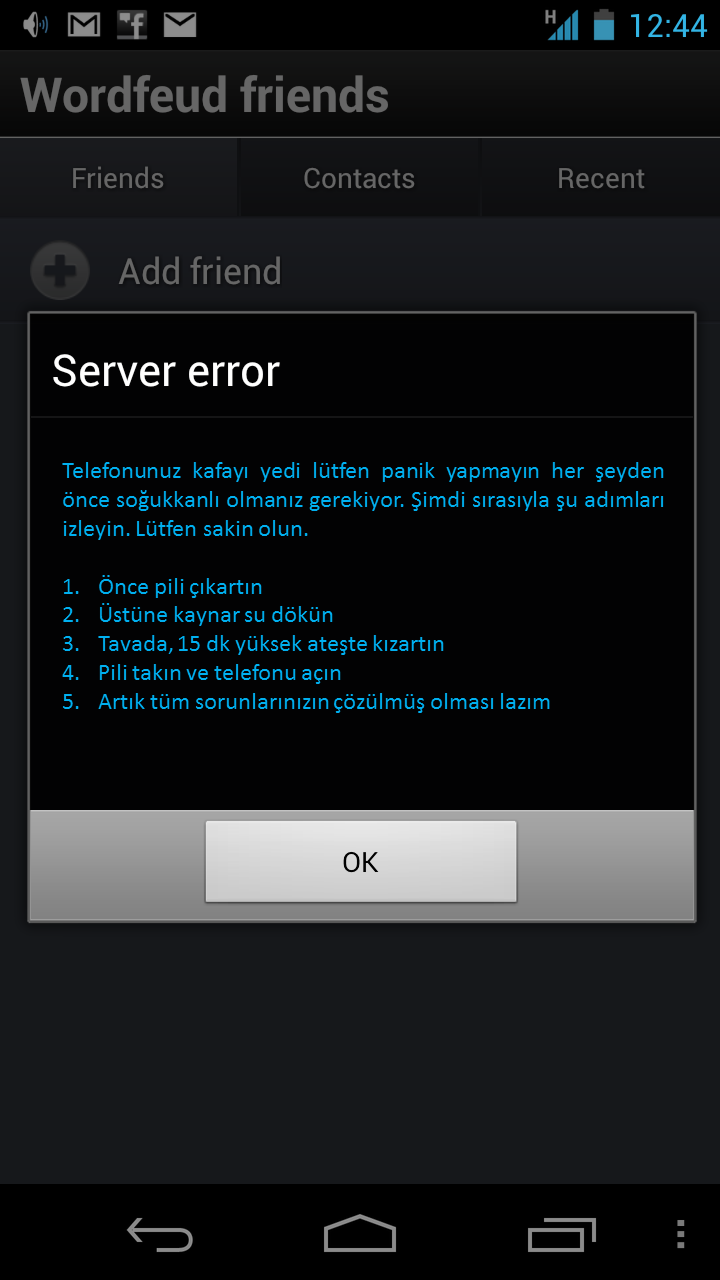 H 12:44
Wordfeud friends
Friends Contacts Recent
Add friend
Server error
Telefonunuz kafayı yedi lütfen panik yapmayın her şeyden
önce soğukkanlı olmanız gerekiyor. Şimdi sırasıyla şu adımları
izleyin. Lütfen sakin olun.
1. Önce pili çıkartın
2. Üstüne kaynar su dökün
3. Tavada, 15 dk yüksek ateşte kızartın
4. Pili takın ve telefonu açın
5. Artık tüm sorunlarınızın çözülmüş olması lazım
OK